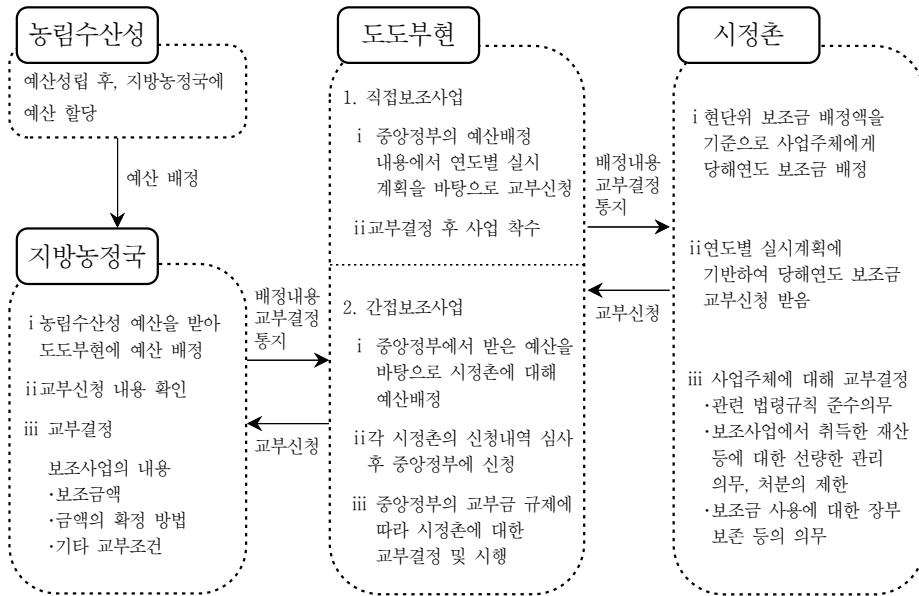 농림수산성
예산성립 후, 지방농정국에
예산 할당
예산 배정
지방농정국
i 농림수산성 예산을 받아
도도부현에 예산 배정
ii교부신청 내용 확인
iii 교부결정
보조사업의 내용
·보조금액
·금액의 확정 방법
·기타 교부조건
배정내용
교부결정
통지
교부신청
도도부현
1. 직접보조사업
i 중앙정부의 예산배정
내용에서 연도별 실시
계획을 바탕으로 교부신청
ii교부결정 후 사업 착수
2. 간접보조사업
i 중앙정부에서 받은 예산을
바탕으로 시정촌에 대해
예산배정
ii각 시정촌의 신청내역 심사
후 중앙정부에 신청
iii 중앙정부의 교부금 규제에
따라 시정촌에 대한
교부결정 및 시행
배정내용
교부결정
통지
교부신청
시정촌
i 현단위 보조금 배정액을
기준으로 사업주체에게
당해연도 보조금 배정
ii연도별 실시계획에
기반하여 당해연도 보조금
교부신청 받음
iii 사업주체에 대해 교부결정
·관련 법령규칙 준수의무
·보조사업에서 취득한 재산
등에 대한 선량한 관리
의무, 처분의 제한
·보조금 사용에 대한 장부
보존 등의 의무